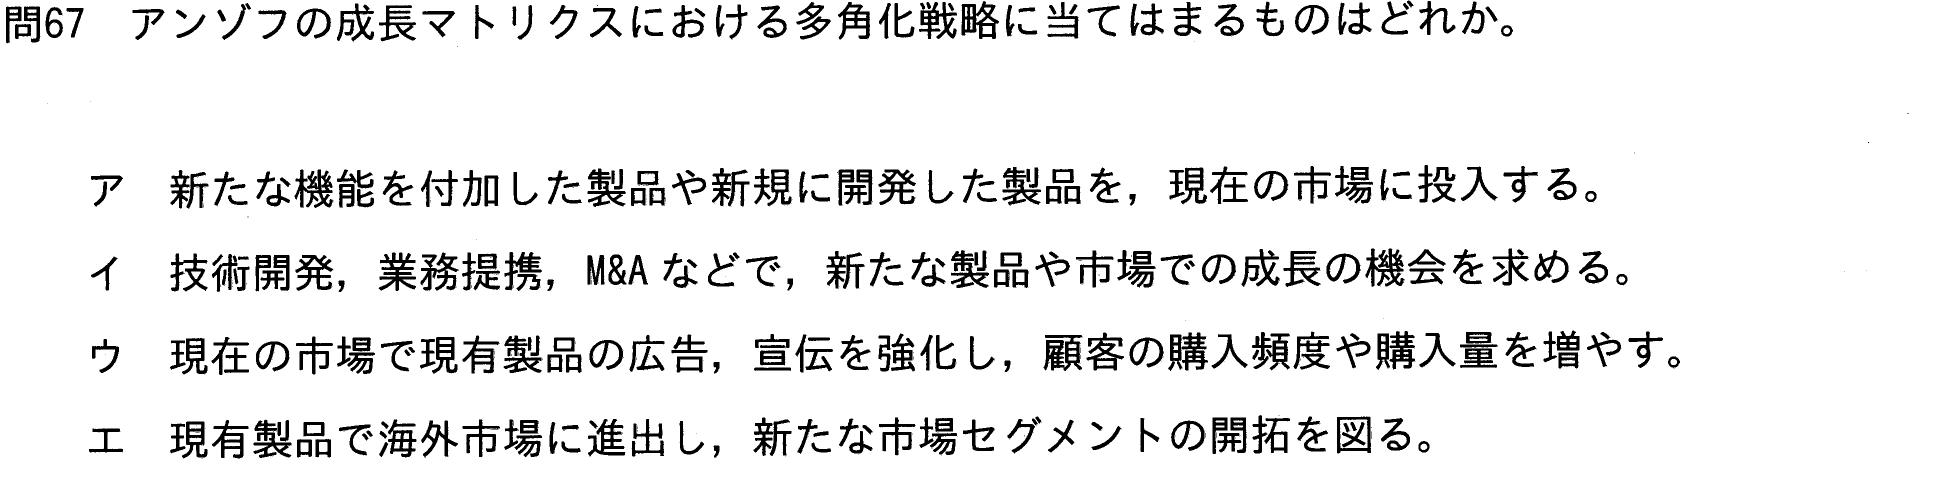 問67　アンゾフの成長マトリクスにおける多角化戦略に当てはまるものはどれか。
ア　新たな機能を付加した製品や新規に開発した製品を，現在の市場に投入する。
イ　技術開発，業務提携，M&A などで，新たな製品や市場での成長の機会を求める。
ウ　現在の市場で現有製品の広告，宣伝を強化し，顧客の購入頻度や購入量を増やす。
エ　現有製品で海外市場に進出し，新たな市場セグメントの開拓を図る。